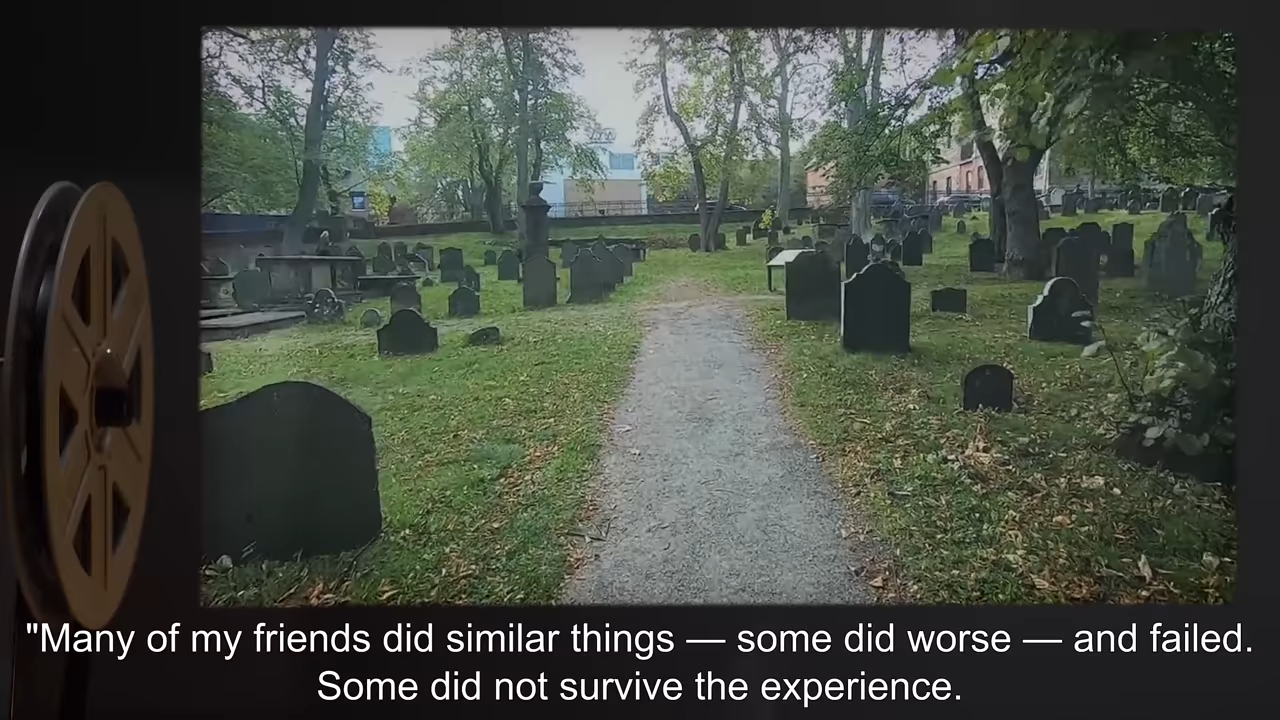 "Many of my friends did similar things — some did worse — and failed.
Some did not survive the experience.